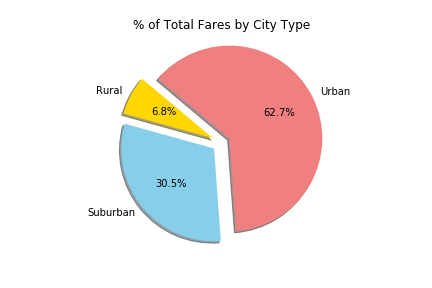 % of Total Fares by City Type
Rural
Urban
6.8%
62.7%
30.5%
Suburban